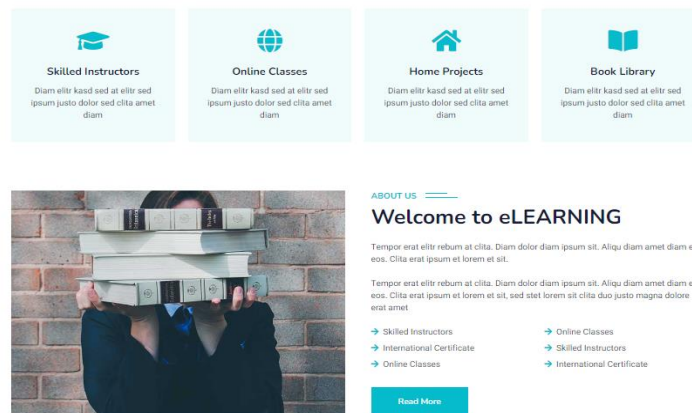 Skilled Instructors
Diam elitr kasd sed at elitr sed
ipsum justo dolor sed clita amet
diam
Online Classes
Diam elitr kasd sed at elitr sed
ipsum justo dolor sed clita amet
diam
Home Projects
Diam elitr kasd sed at elitr sed
ipsum justo dolor sed clita amet
diam
Book Library
Diam elitr kasd sed at elitr sed
ipsum justo dolor sed clita amet
diam
ABOUT US
Welcome to eLEARNING
Tempor erat elitr rebum at clita. Diam dolor diam ipsum sit. Aliqu diam amet diam e
eos. Clita erat ipsum et lorem et sit.
Tempor erat elitr rebum at clita. Diam dolor diam ipsum sit. Aliqu diam amet diam e
eos. Clita erat ipsum et lorem et sit, sed stet lorem sit clita duo justo magna dolore
erat amet
Skilled Instructors
Online Classes
International Certificate
Skilled Instructors
Online Classes
International Certificate
Read More